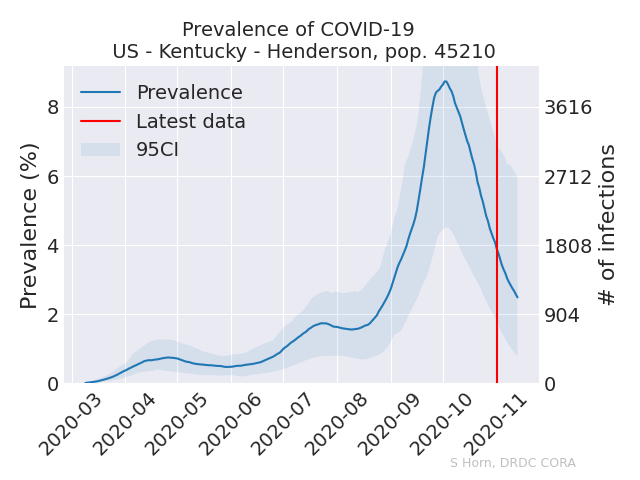 Prevalence of COVID-19
US - Kentucky - Henderson, pop. 45210
Prevalence
Latest data
95CI
Prevalence (%)
8
6
4
2
0
3616
2712
1808
904
0
# of infections
2020-03
2020-04
2020-05
2020-06
2020-07
2020-08
2020-09
2020-10
2020-11
S Horn, DRDC CORA